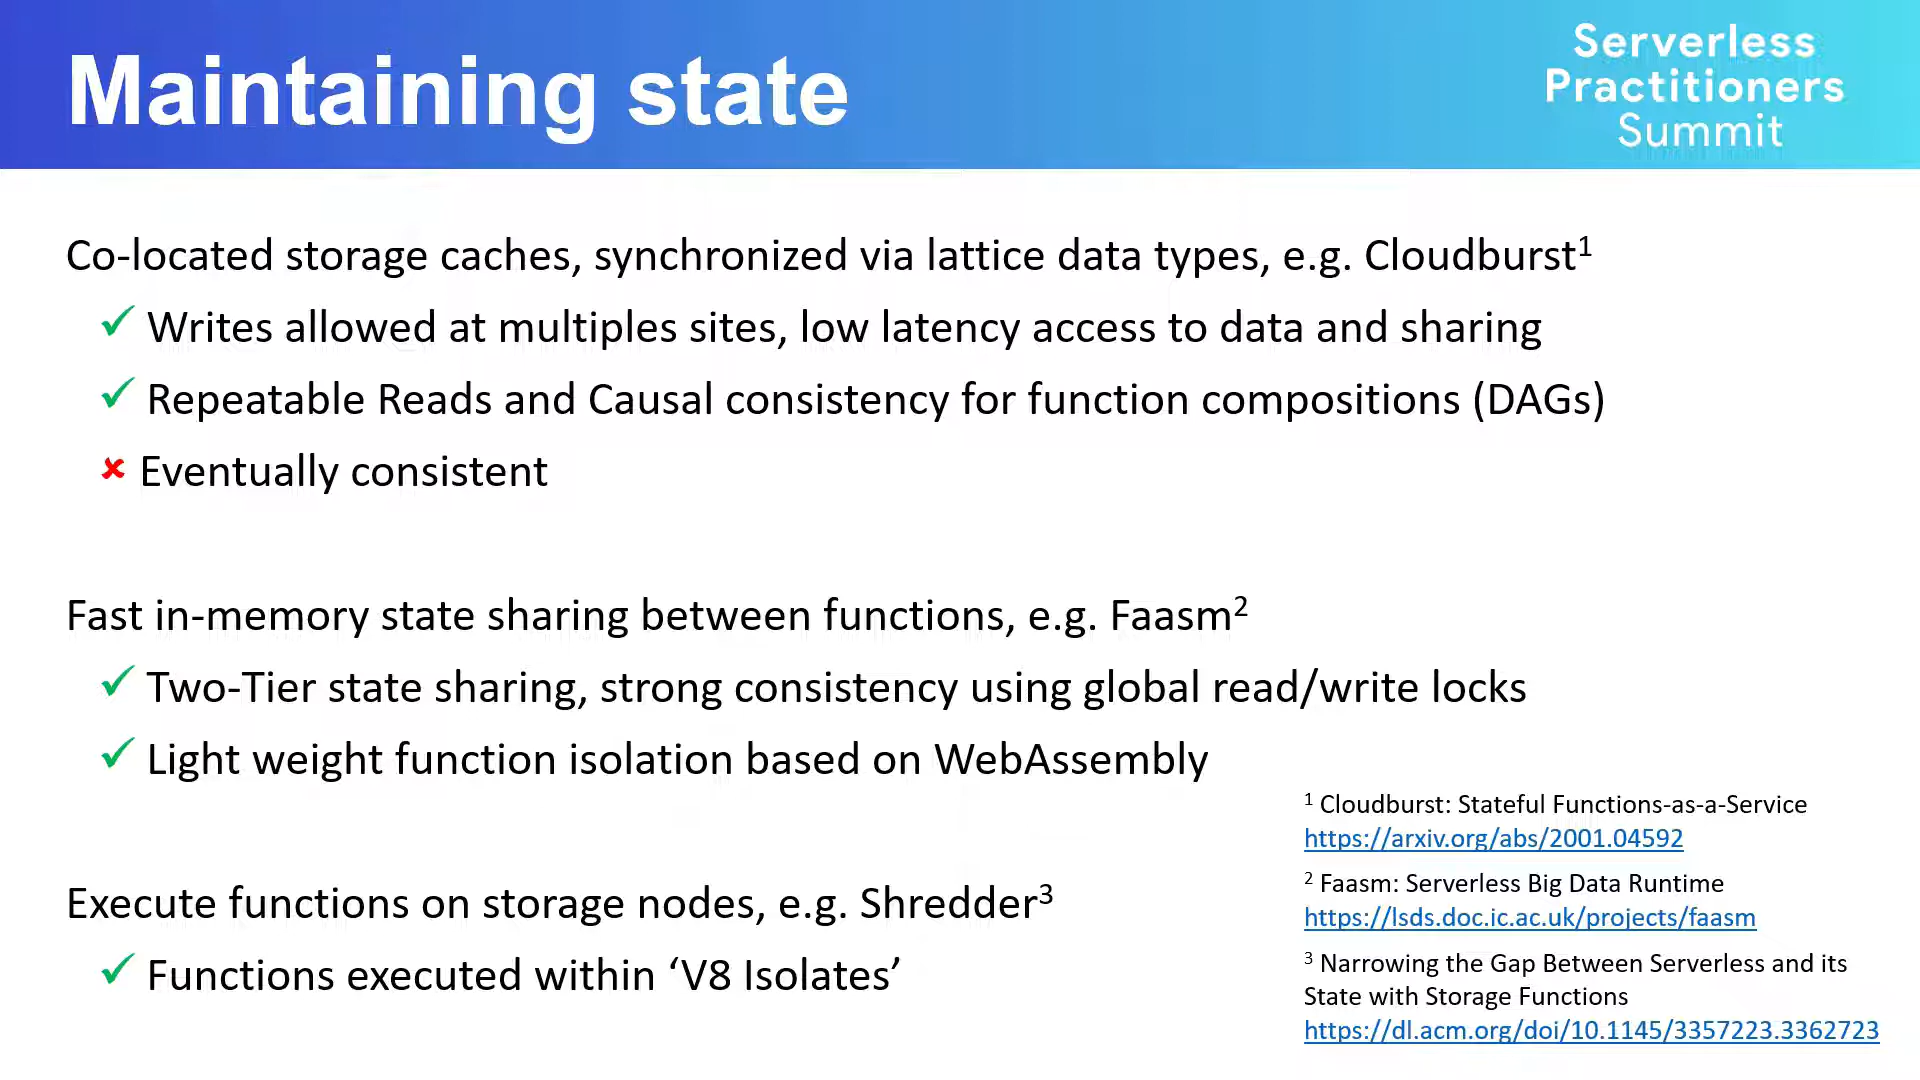 Maintaining state
Serverless
Practitioners
Summit
Co-located storage caches, synchronized via lattice data types, e.g. Cloudburst¹
✓ Writes allowed at multiples sites, low latency access to data and sharing
✓ Repeatable Reads and Causal consistency for function compositions (DAGs)
✘ Eventually consistent
Fast in-memory state sharing between functions, e.g. Faasm²
✓ Two-Tier state sharing, strong consistency using global read/write locks
✓ Light weight function isolation based on WebAssembly
Execute functions on storage nodes, e.g. Shredder³
✓ Functions executed within ‘V8 Isolates’
¹ Cloudburst: Stateful Functions-as-a-Service
https://arxiv.org/abs/2001.04592
² Faasm: Serverless Big Data Runtime
https://lsds.doc.ic.ac.uk/projects/faasm
³ Narrowing the Gap Between Serverless and its
State with Storage Functions
https://dl.acm.org/doi/10.1145/3357223.3362723